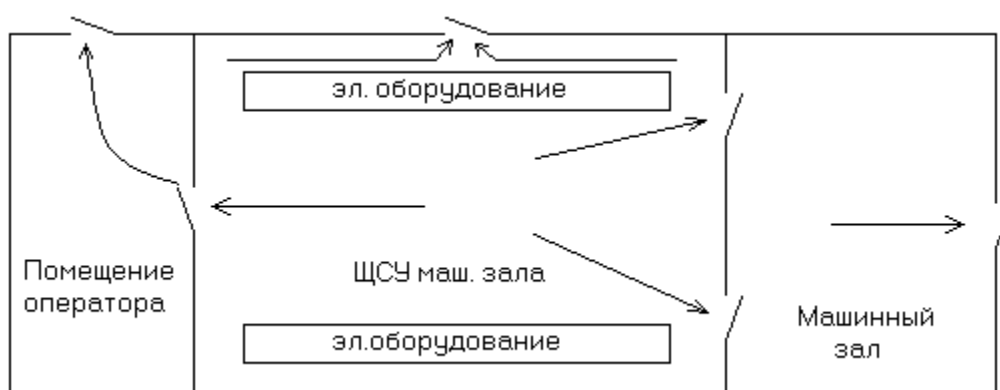 эл. оборудование
Помещение
оператора
ЩСУ маш. зала
эл.оборудование
Машинный
зал